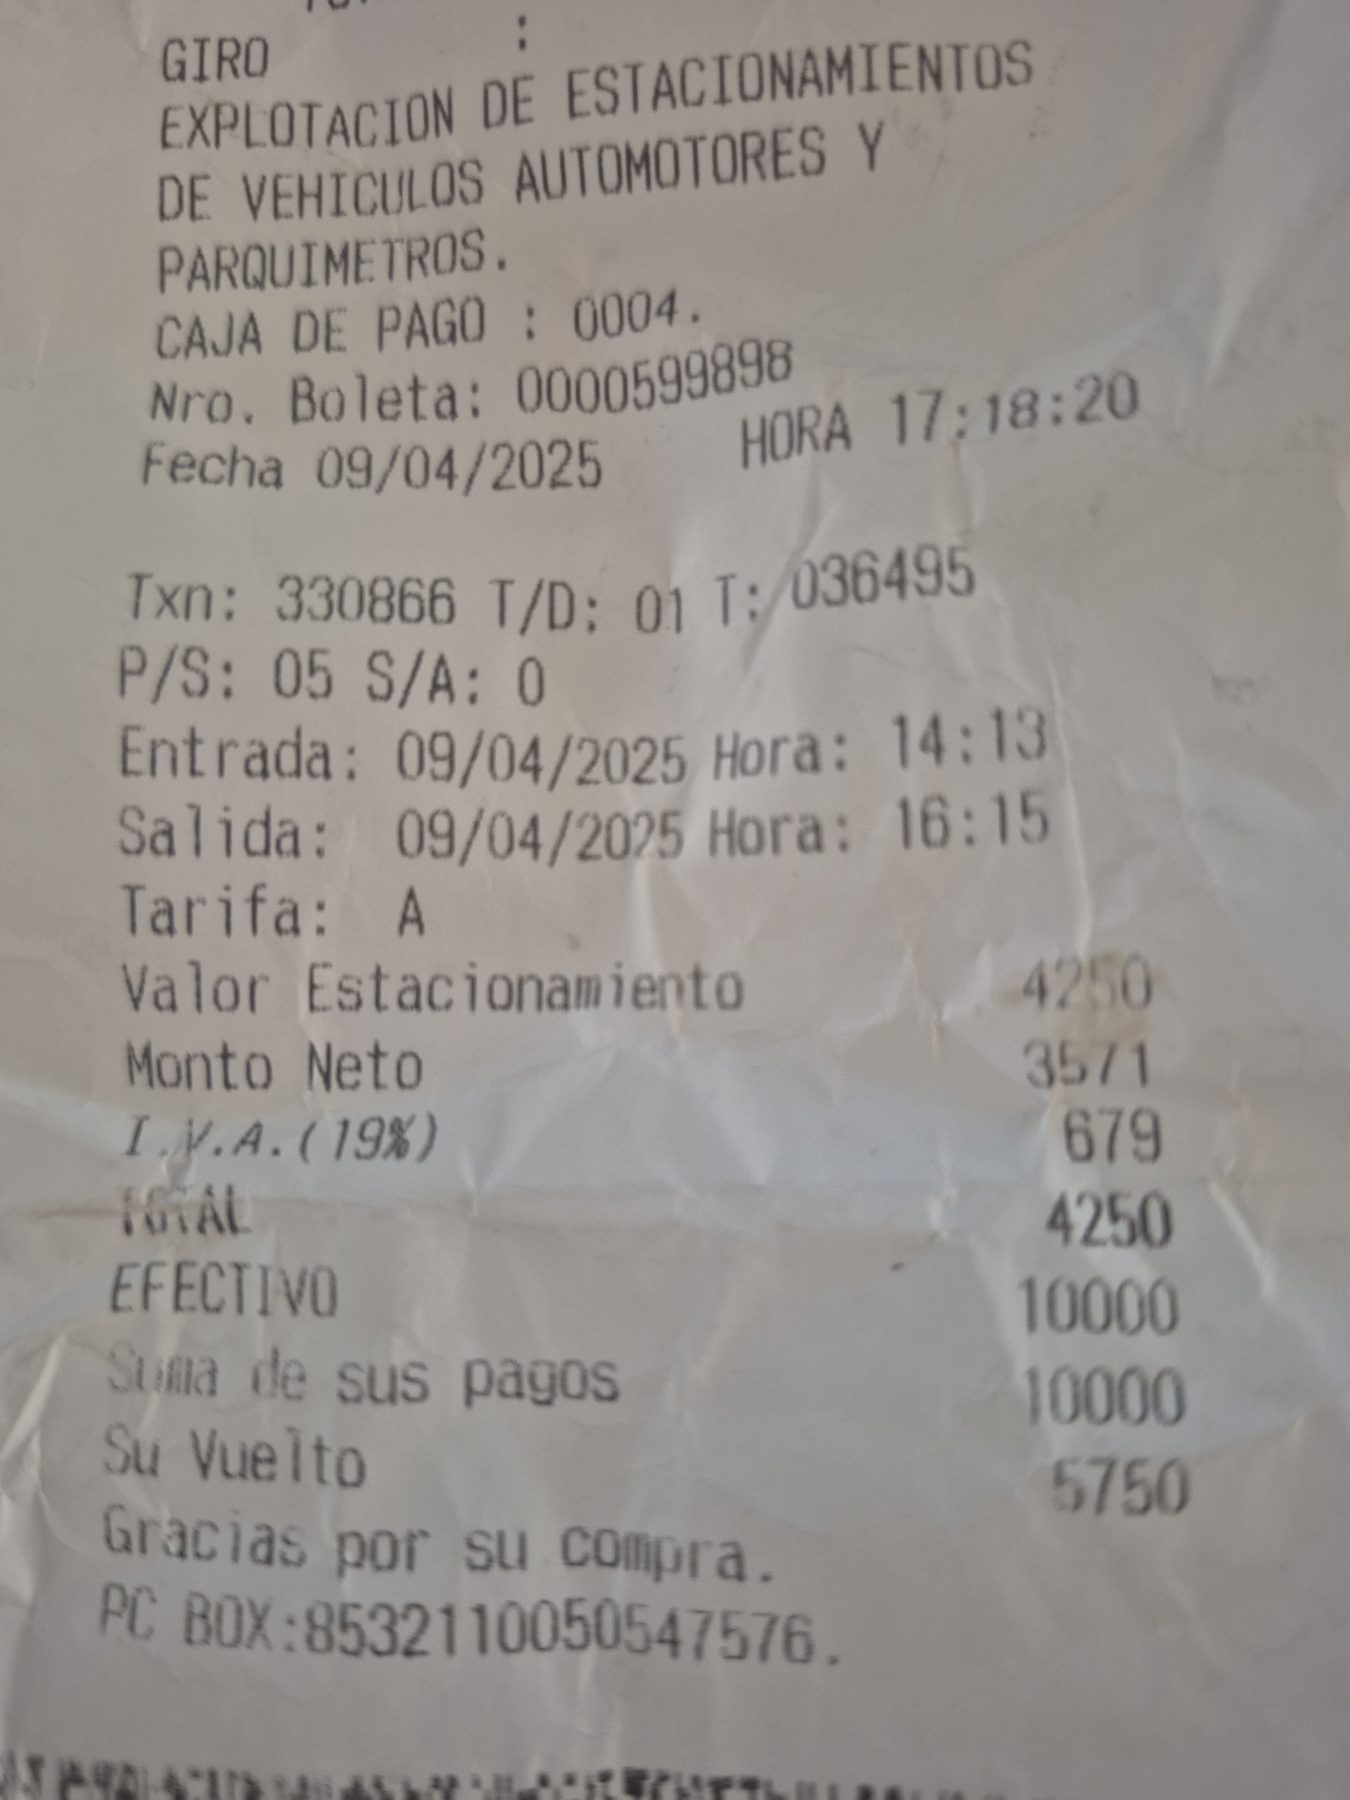 GIRO :
EXPLOTACION DE ESTACIONAMIENTOS
DE VEHICULOS AUTOMOTORES Y
PARQUIMETROS.
CAJA DE PAGO : 0004.
Nro. Boleta: 0000599898
Fecha 09/04/2025 HORA 17:18:20
Txn: 330866 T/D: 01 T: 036495
P/S: 05 S/A: 0
Entrada: 09/04/2025 Hora: 14:13
Salida: 09/04/2025 Hora: 16:15
Tarifa: A
Valor Estacionamiento 4250
Monto Neto 3571
I.V.A.(19%) 679
TOTAL 4250
EFECTIVO 10000
Suma de sus pagos 10000
Su Vuelto 5750
Gracias por su compra.
PC BOX:8532110050547576.